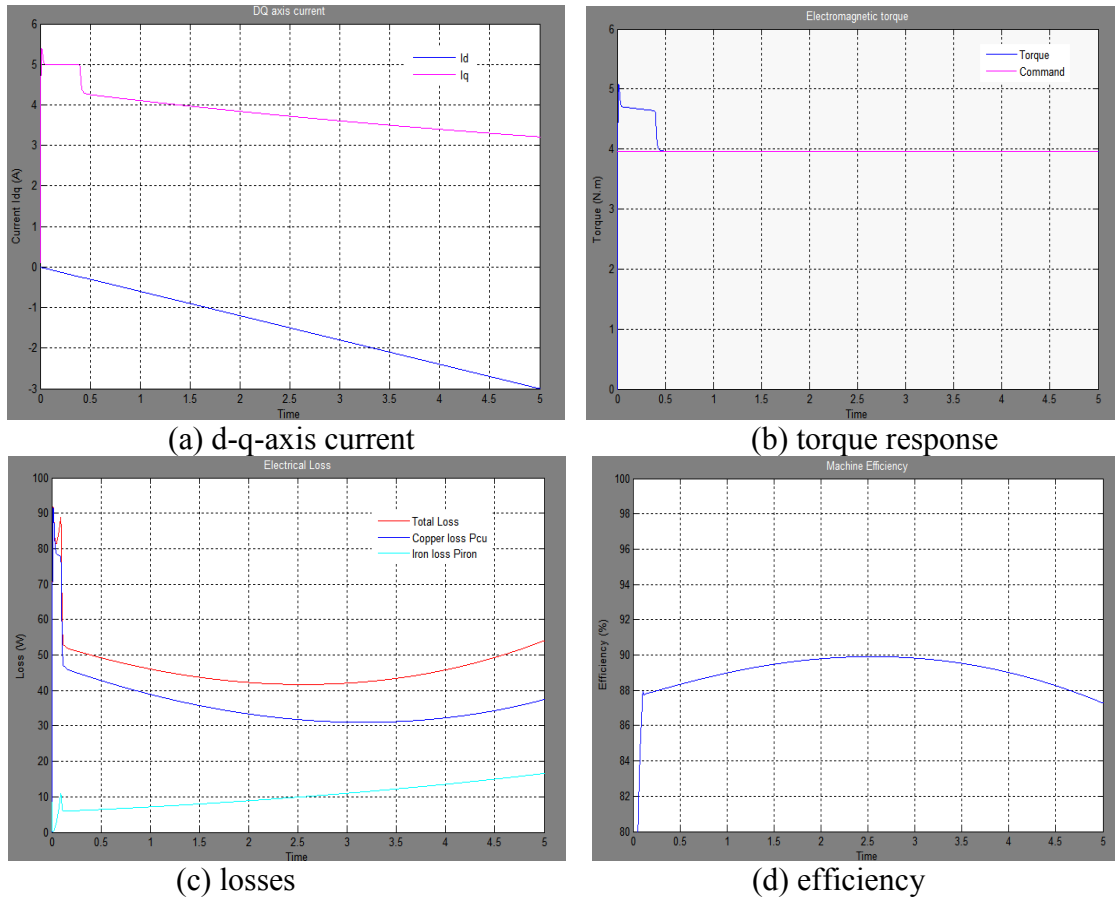 DQ axis current
6
5
4
3
2
1
0
-1
-2
-3
Current Idq (A)
Id
Iq
0 0.5 1 1.5 2 2.5 3 3.5 4 4.5 5
Time
(a) d-q-axis current
Electromagnetic torque
6
5
4
3
2
1
0
Torque (N.m)
Torque
Command
0 0.5 1 1.5 2 2.5 3 3.5 4 4.5 5
Time
(b) torque response
Electrical Loss
100
90
80
70
60
50
40
30
20
10
0
Loss (W)
Total Loss
Copper loss Pcu
Iron loss Piron
0 0.5 1 1.5 2 2.5 3 3.5 4 4.5 5
Time
(c) losses
Machine Efficiency
100
98
96
94
92
90
88
86
84
82
80
Efficiency (%)
0 0.5 1 1.5 2 2.5 3 3.5 4 4.5 5
Time
(d) efficiency